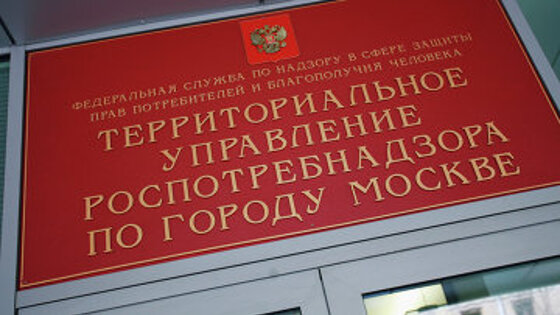 ФЕДЕРАЛЬНАЯ СЛУЖБА ПО НАДЗОРУ В СФЕРЕ ЗАЩИТЫ
ПРАВ ПОТРЕБИТЕЛЕЙ И БЛАГОПОЛУЧИЯ ЧЕЛОВЕКА
ТЕРРИТОРИАЛЬНОЕ
УПРАВЛЕНИЕ
РОСПОТРЕБНАДЗОРА
ПО ГОРОДУ МОСКВЕ